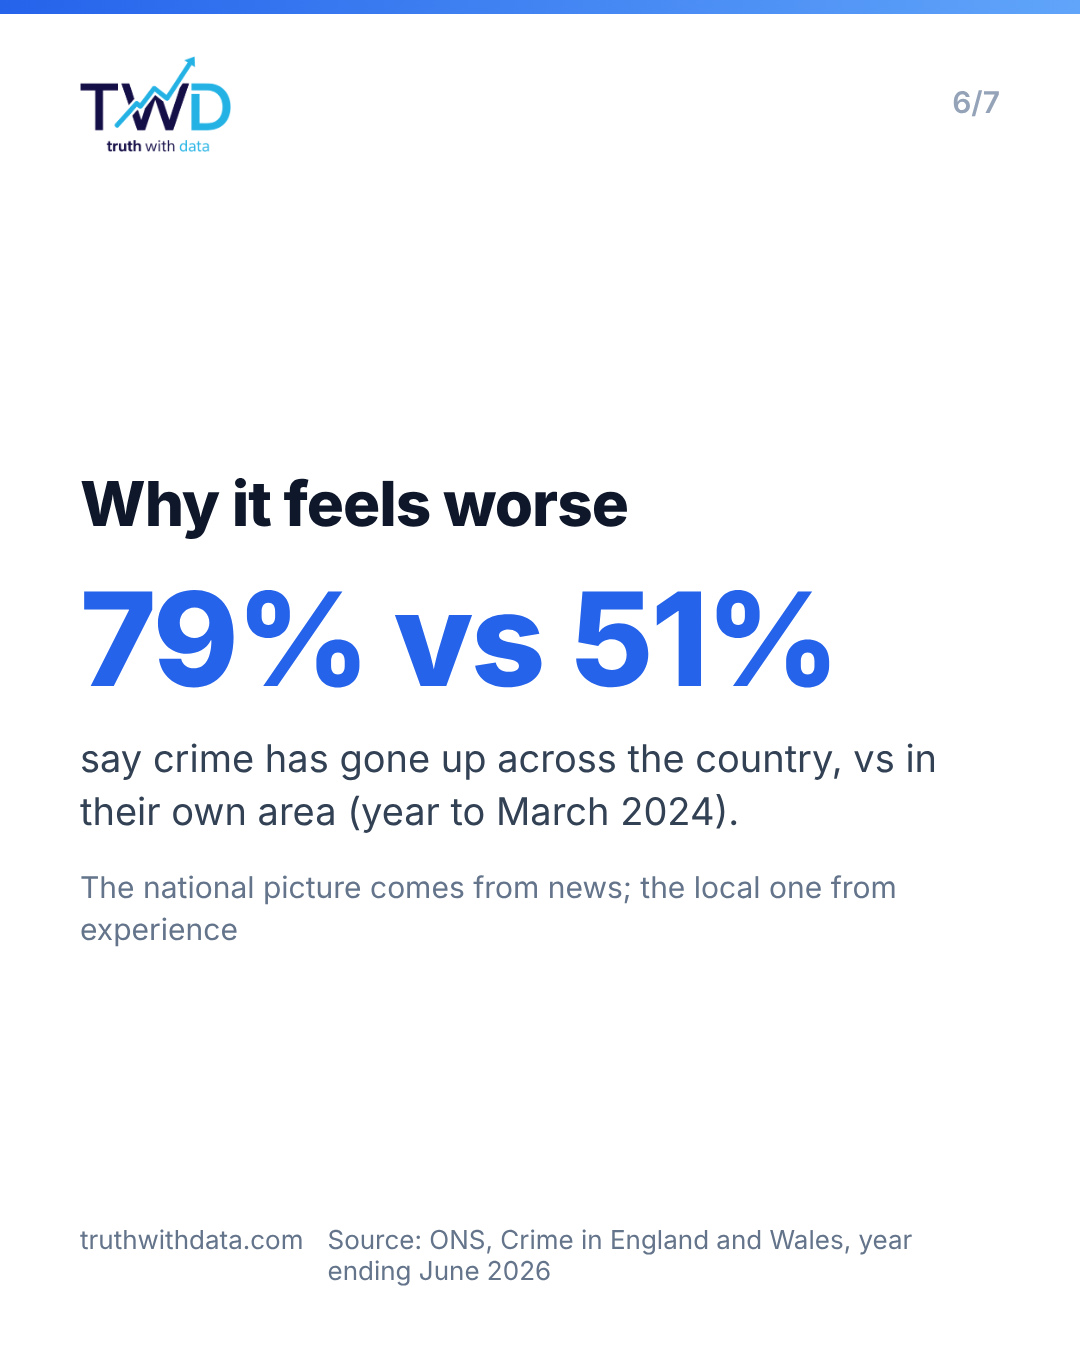 TWD
truth with data
6/7
Why it feels worse
79% vs 51%
say crime has gone up across the country, vs in
their own area (year to March 2024).
The national picture comes from news; the local one from
experience
truthwithdata.com
Source: ONS, Crime in England and Wales, year
ending June 2026